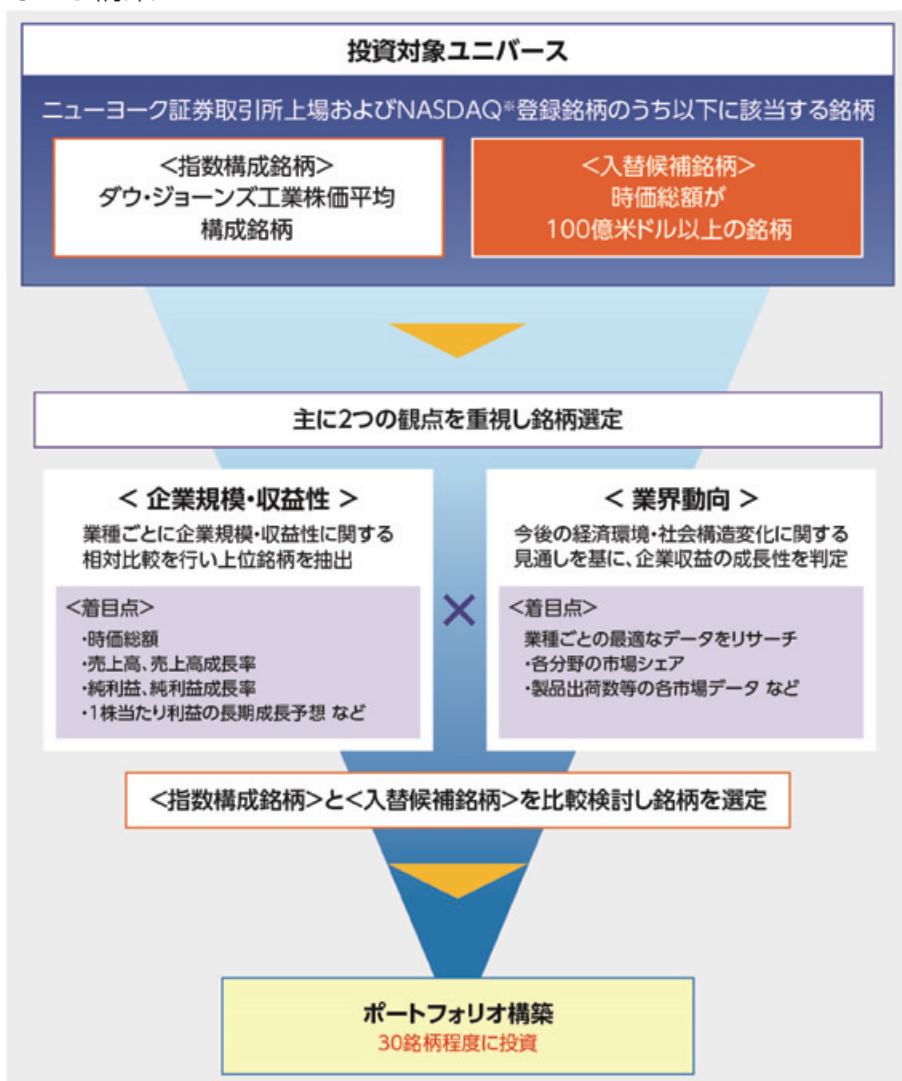 投資対象ユニバース
ニューヨーク証券取引所上場およびNASDAQ※登録銘柄のうち以下に該当する銘柄
<指数構成銘柄>
ダウ・ジョーンズ工業株価平均
構成銘柄
<入替候補銘柄>
時価総額が
100億米ドル以上の銘柄
主に2つの観点を重視し銘柄選定
< 企業規模・収益性 >
業種ごとに企業規模・収益性に関する
相対比較を行い上位銘柄を抽出
<着目点>
・時価総額
・売上高、売上高成長率
・純利益、純利益成長率
・1株当たり利益の長期成長予想 など
×
< 業界動向 >
今後の経済環境・社会構造変化に関する
見通しを基に、企業収益の成長性を判定
<着目点>
業種ごとの最適なデータをリサーチ
・各分野の市場シェア
・製品出荷数等の各市場データ など
<指数構成銘柄>と<入替候補銘柄>を比較検討し銘柄を選定
ポートフォリオ構築
30銘柄程度に投資